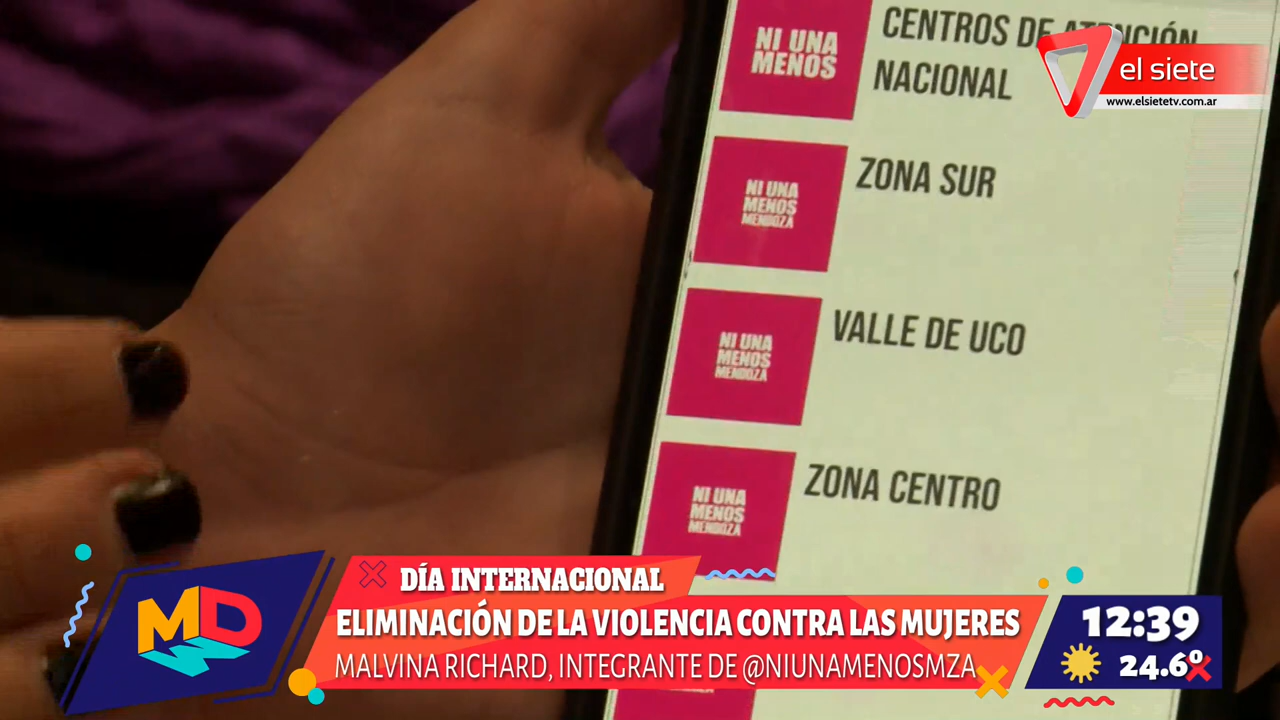 NI UNA
MENOS
CENTROS DE ATENCIÓN
NACIONAL
el siete
www.elsietetv.com.ar
NI UNA
MENOS
MENDOZA
ZONA SUR
NI UNA
MENOS
MENDOZA
VALLE DE UCO
NI UNA
MENOS
MENDOZA
ZONA CENTRO
MD
DÍA INTERNACIONAL
ELIMINACIÓN DE LA VIOLENCIA CONTRA LAS MUJERES
MALVINA RICHARD, INTEGRANTE DE @NIUNAMENOSMZA
12:39
24.6º